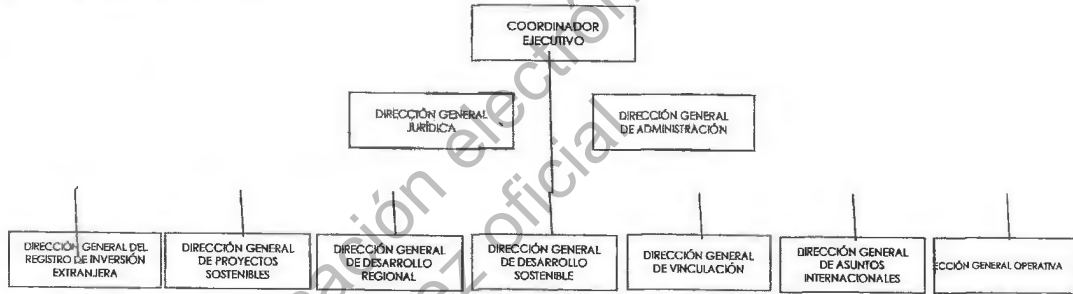 COORDINADOR
EJECUTIVO
DIRECCIÓN GENERAL
JURÍDICA
DIRECCIÓN GENERAL
DE ADMINISTRACIÓN
DIRECCIÓN GENERAL DEL
REGISTRO DE INVERSIÓN
EXTRANJERA
DIRECCIÓN GENERAL
DE PROYECTOS
SOSTENIBLES
DIRECCIÓN GENERAL
DE DESARROLLO
REGIONAL
DIRECCIÓN GENERAL
DE DESARROLLO
SOSTENIBLE
DIRECCIÓN GENERAL
DE VINCULACIÓN
DIRECCIÓN GENERAL
DE ASUNTOS
INTERNACIONALES
ECCIÓN GENERAL OPERATIVA
oficial